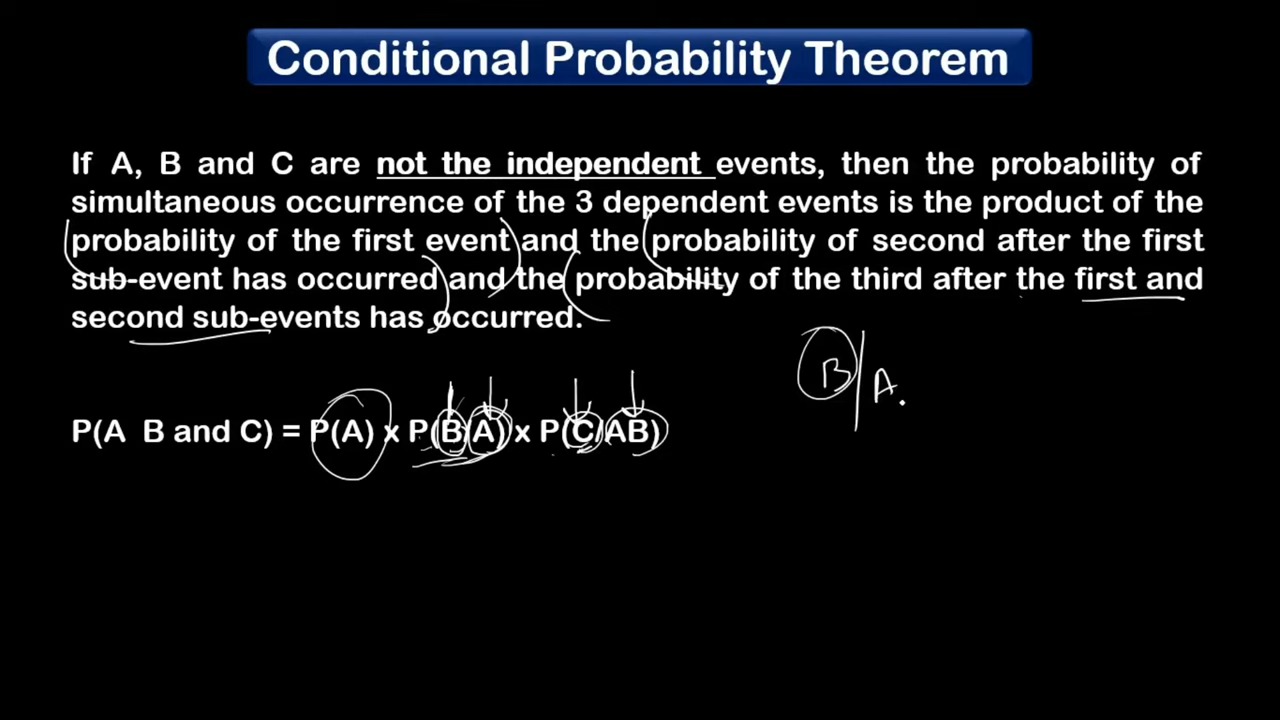 Conditional Probability Theorem
If A, B and C are not the independent events, then the probability of
simultaneous occurrence of the 3 dependent events is the product of the
probability of the first event and the probability of second after the first
sub-event has occurred and the probability of the third after the first and
second sub-events has occurred.
B/A.
P(A B and C) = P(A) x P(B/A) x P(C/AB)